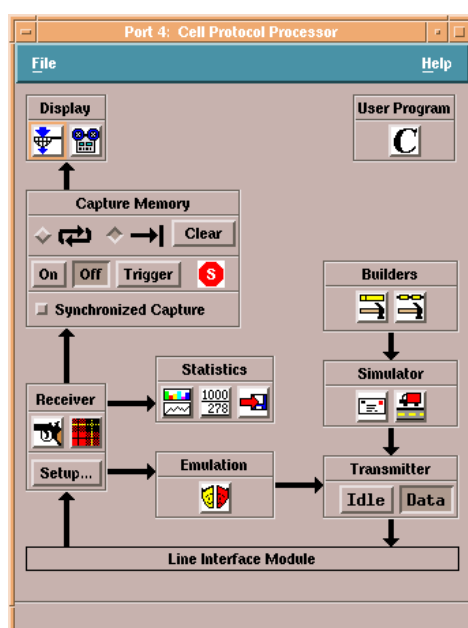 Port 4: Cell Protocol Processor
File Help
Display
User Program
C
Capture Memory
Clear
On Off Trigger S
Synchronized Capture
Builders
Statistics
1000
278
Simulator
Receiver
Setup...
Emulation
Transmitter
Idle Data
Line Interface Module